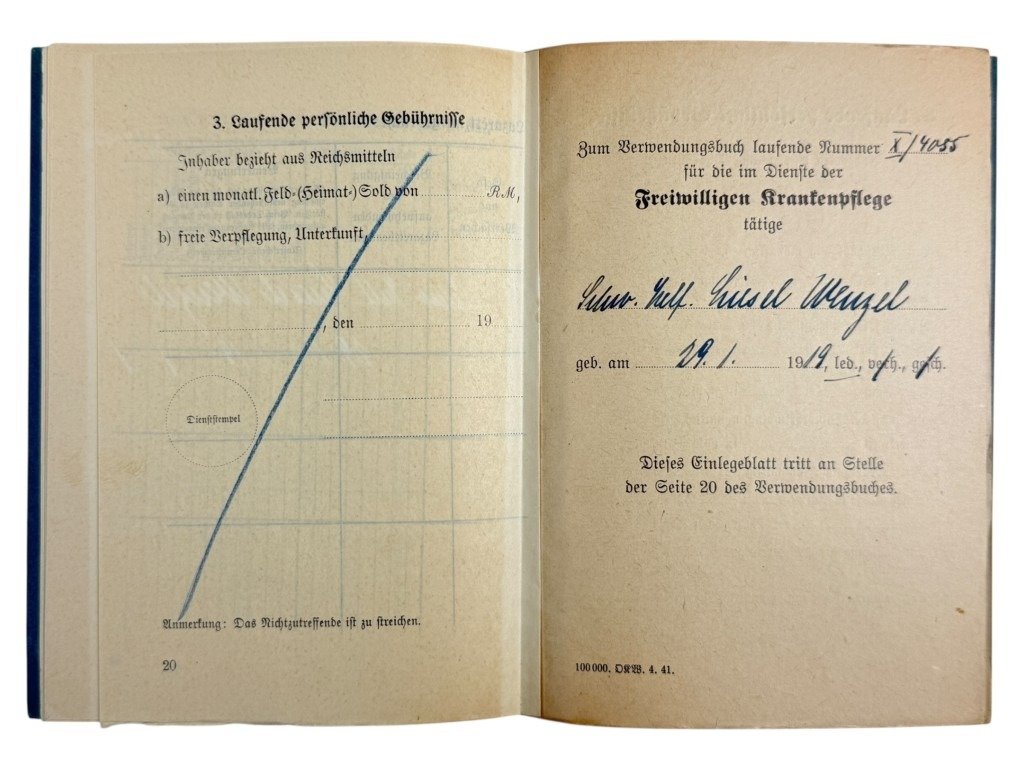 3. Laufende persönliche Gebührnisse
Inhaber bezieht aus Reichsmitteln
a) einen monatl. Feld-(Heimat-)Sold von RM,
b) freie Verpflegung, Unterkunft,
, den 19
Dienststempel
Anmerkung: Das Nichtzutreffende ist zu streichen.
20
Zum Verwendungsbuch laufende Nummer X/4055
für die im Dienste der
Freiwilligen Krankenpflege
tätige
Schw. Helf. Liesel Wenzel
geb. am 29.1. 1919, led., verh., gesch.
Dieses Einlegeblatt tritt an Stelle
der Seite 20 des Verwendungsbuches.
100 000. DKW. 4. 41.